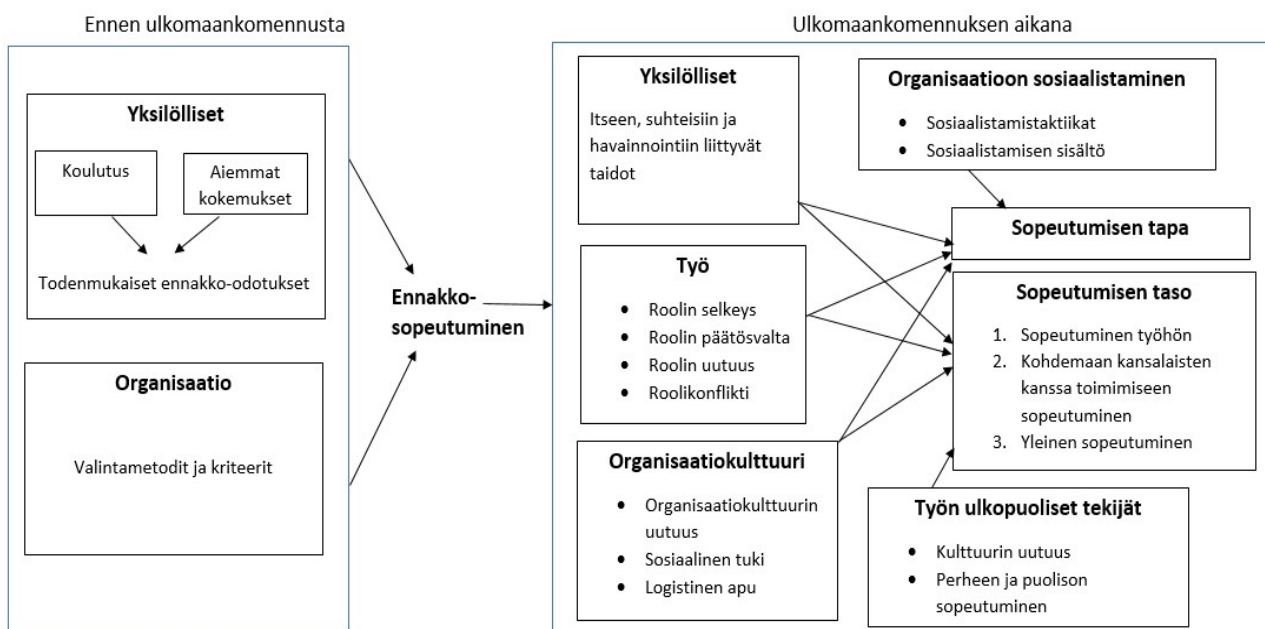 Ennen ulkomaankomennusta
Yksilölliset
Koulutus
Aiemmat
kokemukset
Todenmukaiset ennakko-odotukset
Organisaatio
Valintametodit ja kriteerit
Ennakko-
sopeutuminen
Ulkomaankomennuksen aikana
Yksilölliset
Itseen, suhteisiin ja
havainnointiin liittyvät
taidot
Työ
• Roolin selkeys
• Roolin päätösvalta
• Roolin uutuus
• Roolikonflikti
Organisaatiokulttuuri
• Organisaatiokulttuurin
uutuus
• Sosiaalinen tuki
• Logistinen apu
Organisaatioon sosiaalistaminen
• Sosiaalistamistaktiikat
• Sosiaalistamisen sisältö
Sopeutumisen tapa
Sopeutumisen taso
1. Sopeutuminen työhön
2. Kohdemaan kansalaisten
kanssa toimimiseen
sopeutuminen
3. Yleinen sopeutuminen
Työn ulkopuoliset tekijät
• Kulttuurin uutuus
• Perheen ja puolison
sopeutuminen